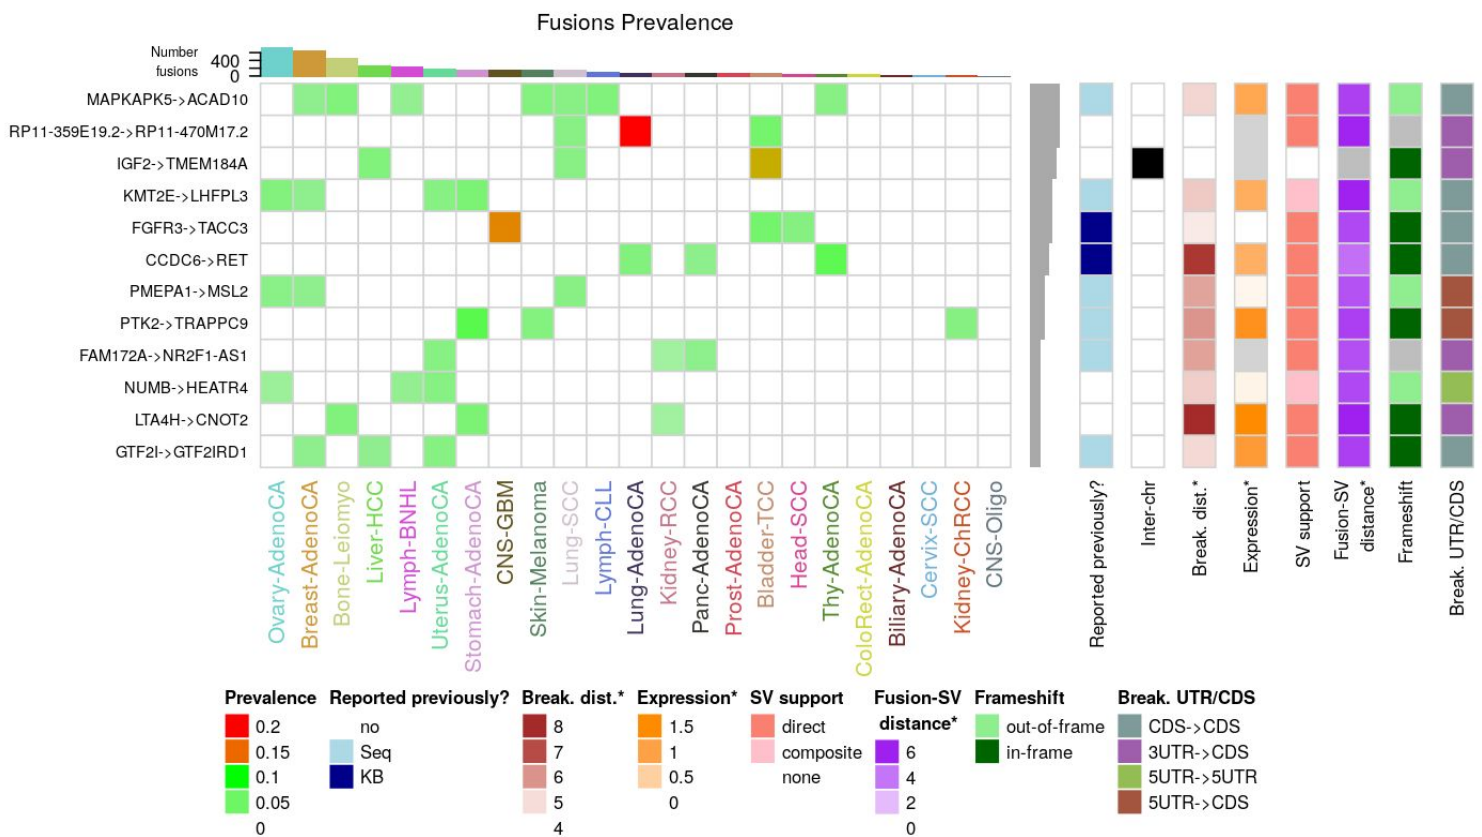 Fusions Prevalence
Number
fusions
400
0
MAPKAPK5->ACAD10
RP11-359E19.2->RP11-470M17.2
IGF2->TMEM184A
KMT2E->LHFPL3
FGFR3->TACC3
CCDC6->RET
PMEPA1->MSL2
PTK2->TRAPPC9
FAM172A->NR2F1-AS1
NUMB->HEATR4
LTA4H->CNOT2
GTF2I->GTF2IRD1
Ovary-AdenoCA
Breast-AdenoCA
Bone-Leiomyo
Liver-HCC
Lymph-BNHL
Uterus-AdenoCA
Stomach-AdenoCA
CNS-GBM
Skin-Melanoma
Lung-SCC
Lymph-CLL
Lung-AdenoCA
Kidney-RCC
Panc-AdenoCA
Prost-AdenoCA
Bladder-TCC
Head-SCC
Thy-AdenoCA
ColoRect-AdenoCA
Biliary-AdenoCA
Cervix-SCC
Kidney-ChRCC
CNS-Oligo
Reported previously?
Inter-chr
Break. dist.*
Expression*
SV support
Fusion-SV
distance*
Frameshift
Break. UTR/CDS
Prevalence
0.2
0.15
0.1
0.05
0
Reported previously?
no
Seq
KB
Break. dist.*
8
7
6
5
4
Expression*
1.5
1
0.5
0
SV support
direct
composite
none
Fusion-SV
distance*
6
4
2
0
Frameshift
out-of-frame
in-frame
Break. UTR/CDS
CDS->CDS
3UTR->CDS
5UTR->5UTR
5UTR->CDS